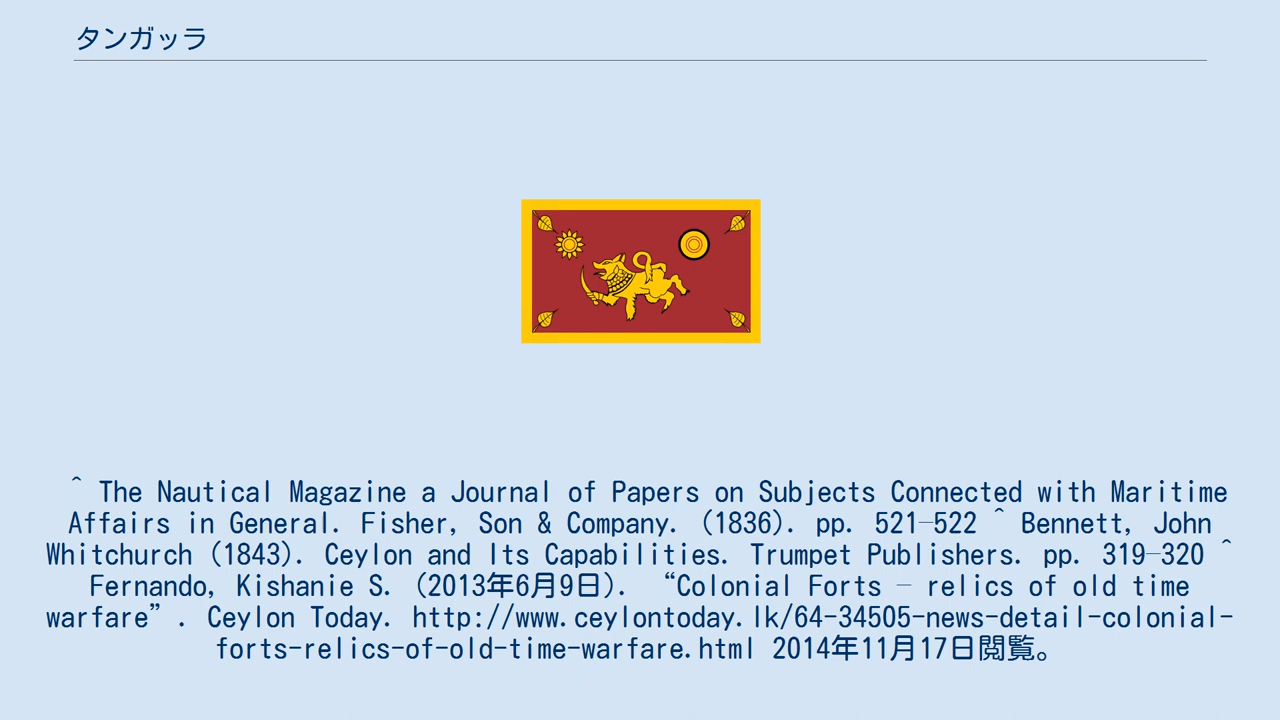 タンガッラ
^ The Nautical Magazine a Journal of Papers on Subjects Connected with Maritime
Affairs in General. Fisher, Son & Company. (1836). pp. 521–522 ^ Bennett, John
Whitchurch (1843). Ceylon and Its Capabilities. Trumpet Publishers. pp. 319–320 ^
Fernando, Kishanie S. (2013年6月9日). “Colonial Forts – relics of old time
warfare”. Ceylon Today. http://www.ceylontoday.lk/64-34505-news-detail-colonial-
forts-relics-of-old-time-warfare.html 2014年11月17日閲覧。